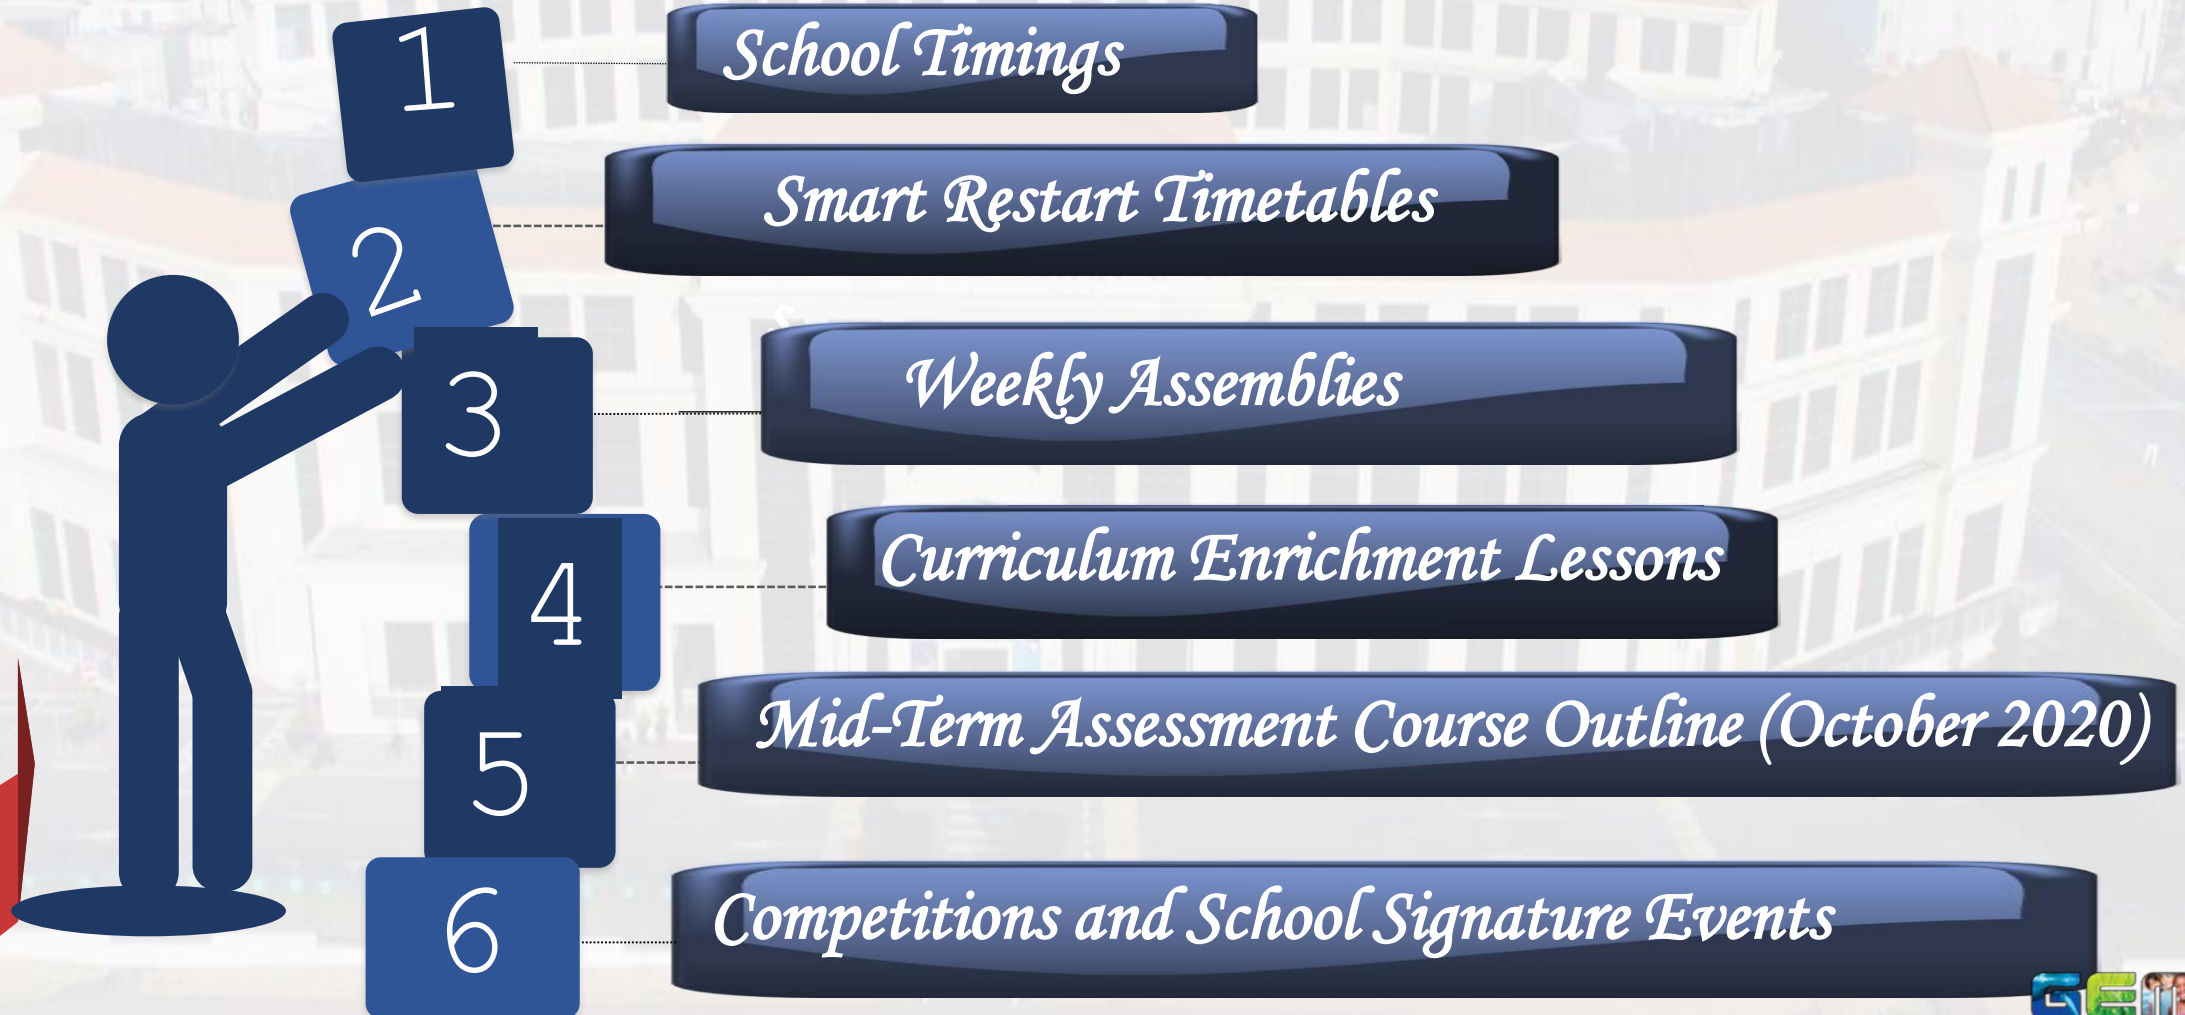 1
School Timings
2
Smart Restart Timetables
s
3
Weekly Assemblies
4
Curriculum Enrichment Lessons
5
Mid-Term Assessment Course Outline (October 2020)
6
Competitions and School Signature Events